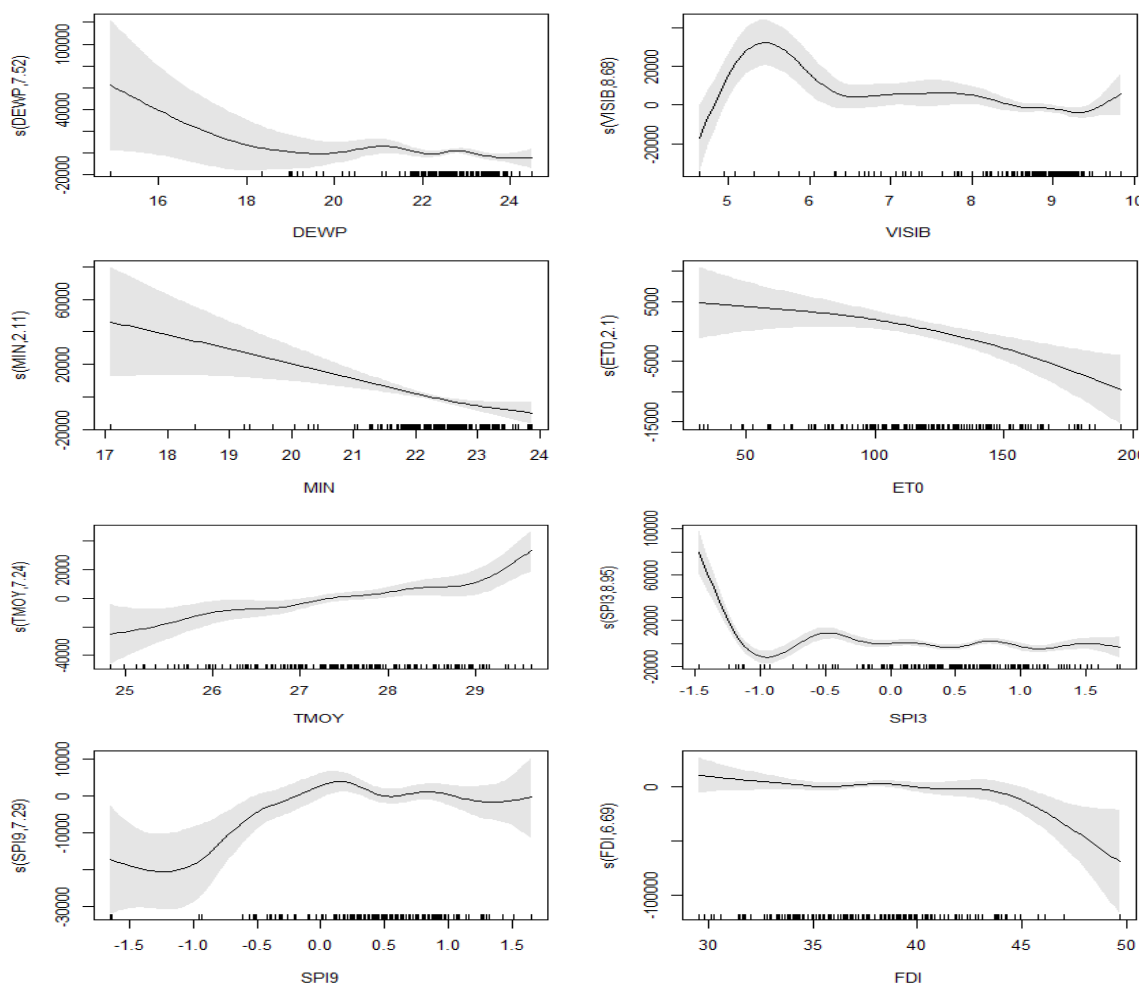 s(DEWP,7.52)
100000
40000
-20000
16 18 20 22 24
DEWP
s(VISIB,8.68)
20000
0
-20000
5 6 7 8 9 10
VISIB
s(MIN,2.11)
60000
20000
-20000
17 18 19 20 21 22 23 24
MIN
s(ET0,2.1)
5000
-5000
-15000
50 100 150 200
ET0
s(TMOY,7.24)
20000
0
-40000
25 26 27 28 29
TMOY
s(SPI3,8.95)
100000
60000
20000
-20000
-1.5 -1.0 -0.5 0.0 0.5 1.0 1.5
SPI3
s(SPI9,7.29)
10000
0
-10000
-30000
-1.5 -1.0 -0.5 0.0 0.5 1.0 1.5
SPI9
s(FDI,6.69)
0
-100000
30 35 40 45 50
FDI